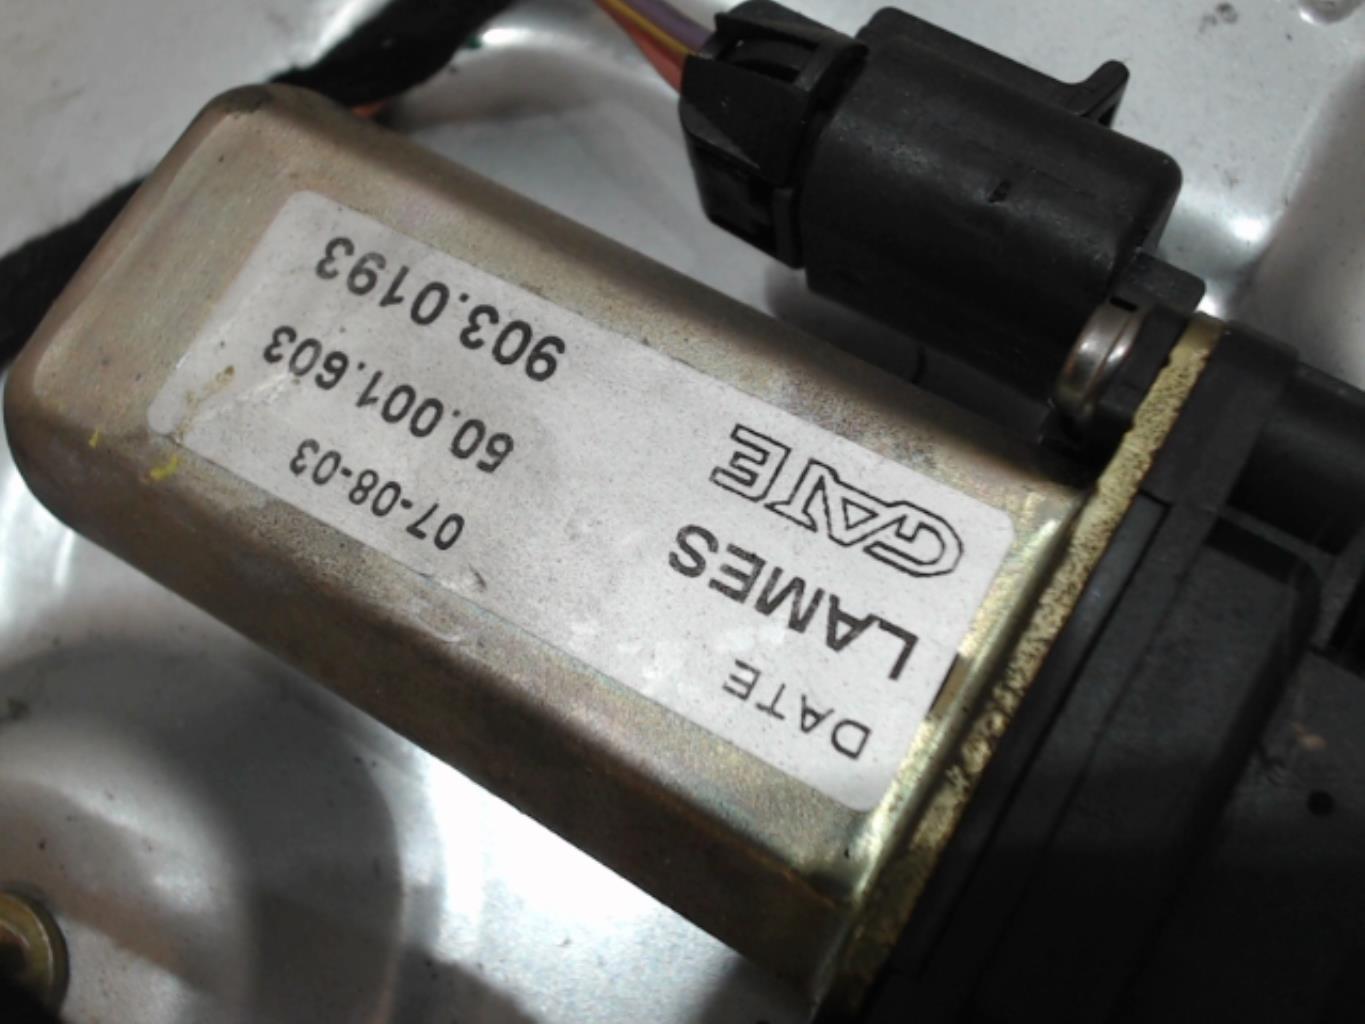 GATE 903.0193
LAMES 60.001.603
DATE 07-08-03